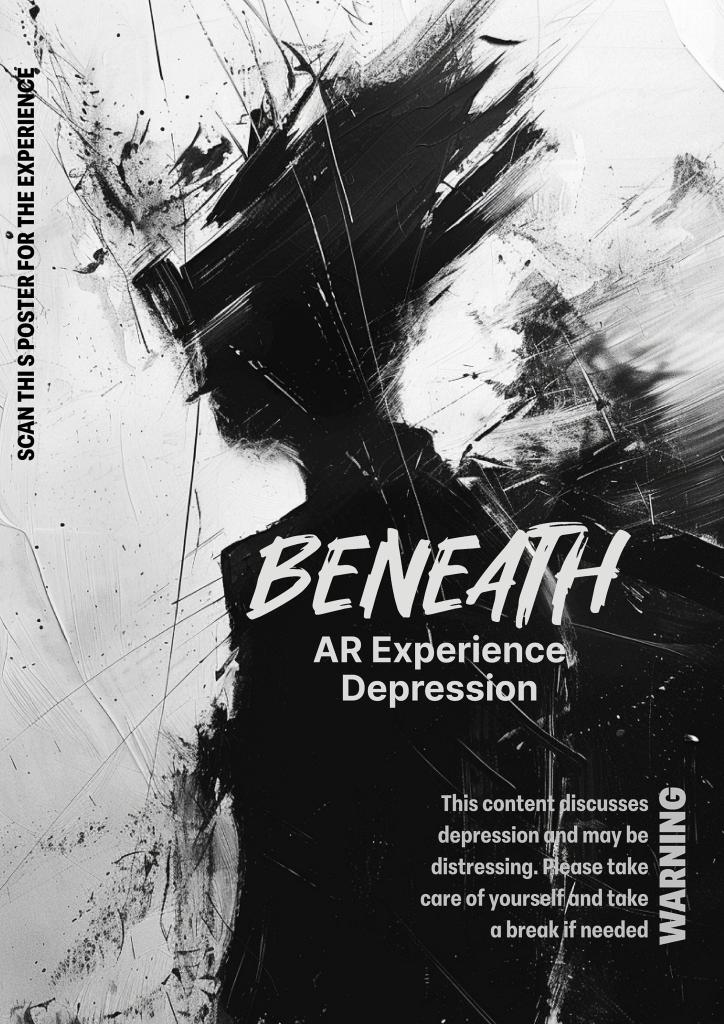 SCAN THI S POSTER FOR THE EXPERIENCE
BENEATH
AR Experience
Depression
This content discusses
depression and may be
distressing. Please take
care of yourself and take
a break if needed
WARNING